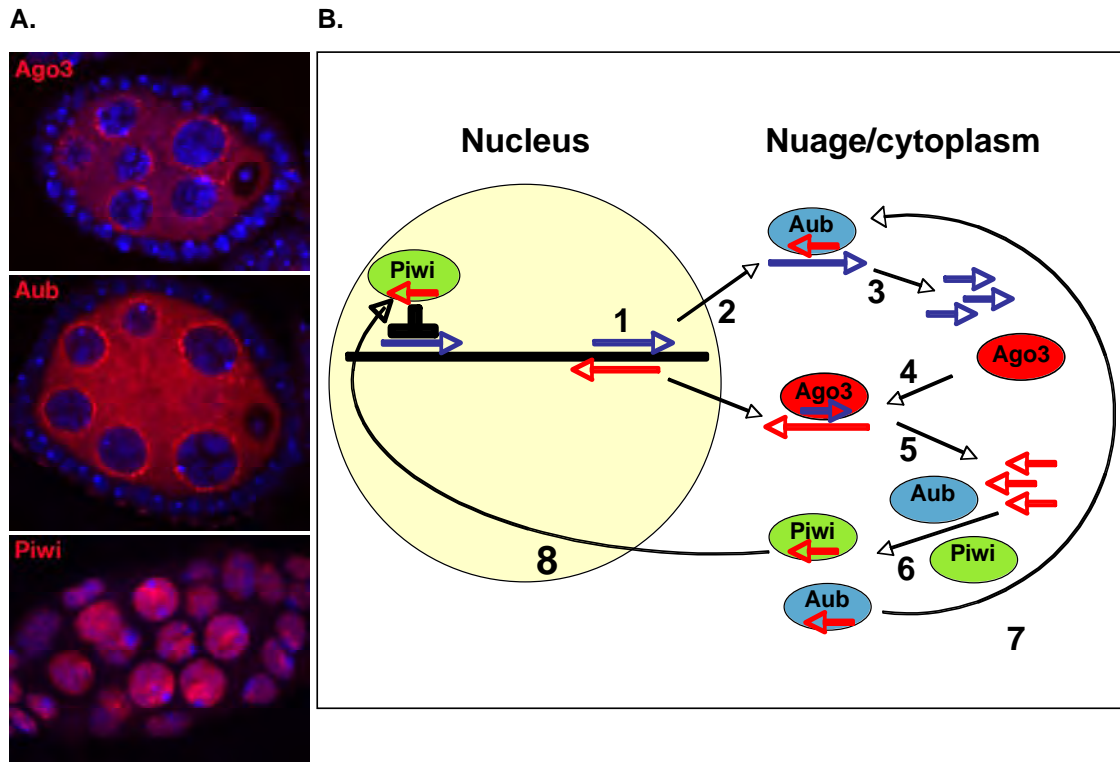 A.
B.
Ago3
Aub
Piwi
Nucleus
Nuage/cytoplasm
Piwi
1
2
Aub
3
Ago3
4
Ago3
5
Aub
Piwi
6
Piwi
Aub
7
8